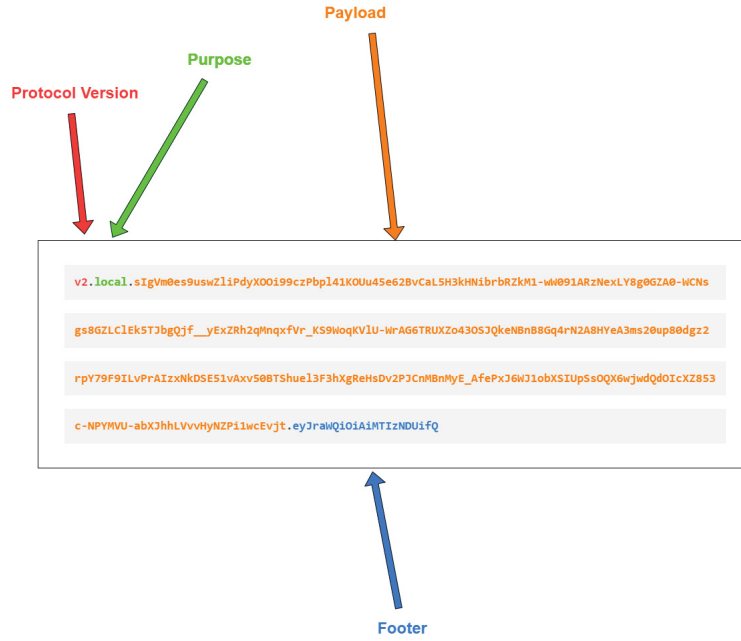 Payload
Purpose
Protocol Version
v2.local.sIgVm0es9uswZliPdyXOOi99czPbpl41KOUu45e62BvCaL5H3kHNibrbRZkM1-wW091ARzNexLY8g0GZA0-WCNs
gs8GZLClEk5TJbgQjf__yExZRh2qMnqxfVr_KS9WoqKVlU-WrAG6TRUXZo43OSJQkeNBnB8Gq4rN2A8HYeA3ms20up80dgz2
rpY79F9ILvPrAIzxNkDSE51vAxv50BTShuel3F3hXgReHsDv2PJCnMBnMyE_AfePxJ6WJ1obXSIUpSsOQX6wjwdQdOIcXZ853
c-NPYMVU-abXJhhLVvvHyNZPi1wcEvjt.eyJraWQiOiAiMTIzNDUifQ
Footer